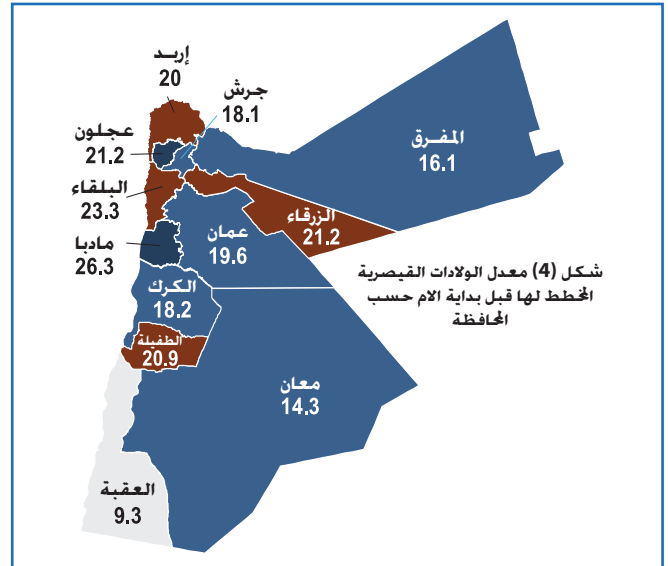 إربـد
20
جرش
18.1
عجلون
21.2
المفرق
16.1
البلقاء
23.3
الزرقاء
21.2
عمان
19.6
مادبا
26.3
شكل (4) معدل الولادات القيصرية
المخطط لها قبل بداية الام حسب
المحافظة
الكرك
18.2
الطفيلة
20.9
معان
14.3
العقبة
9.3